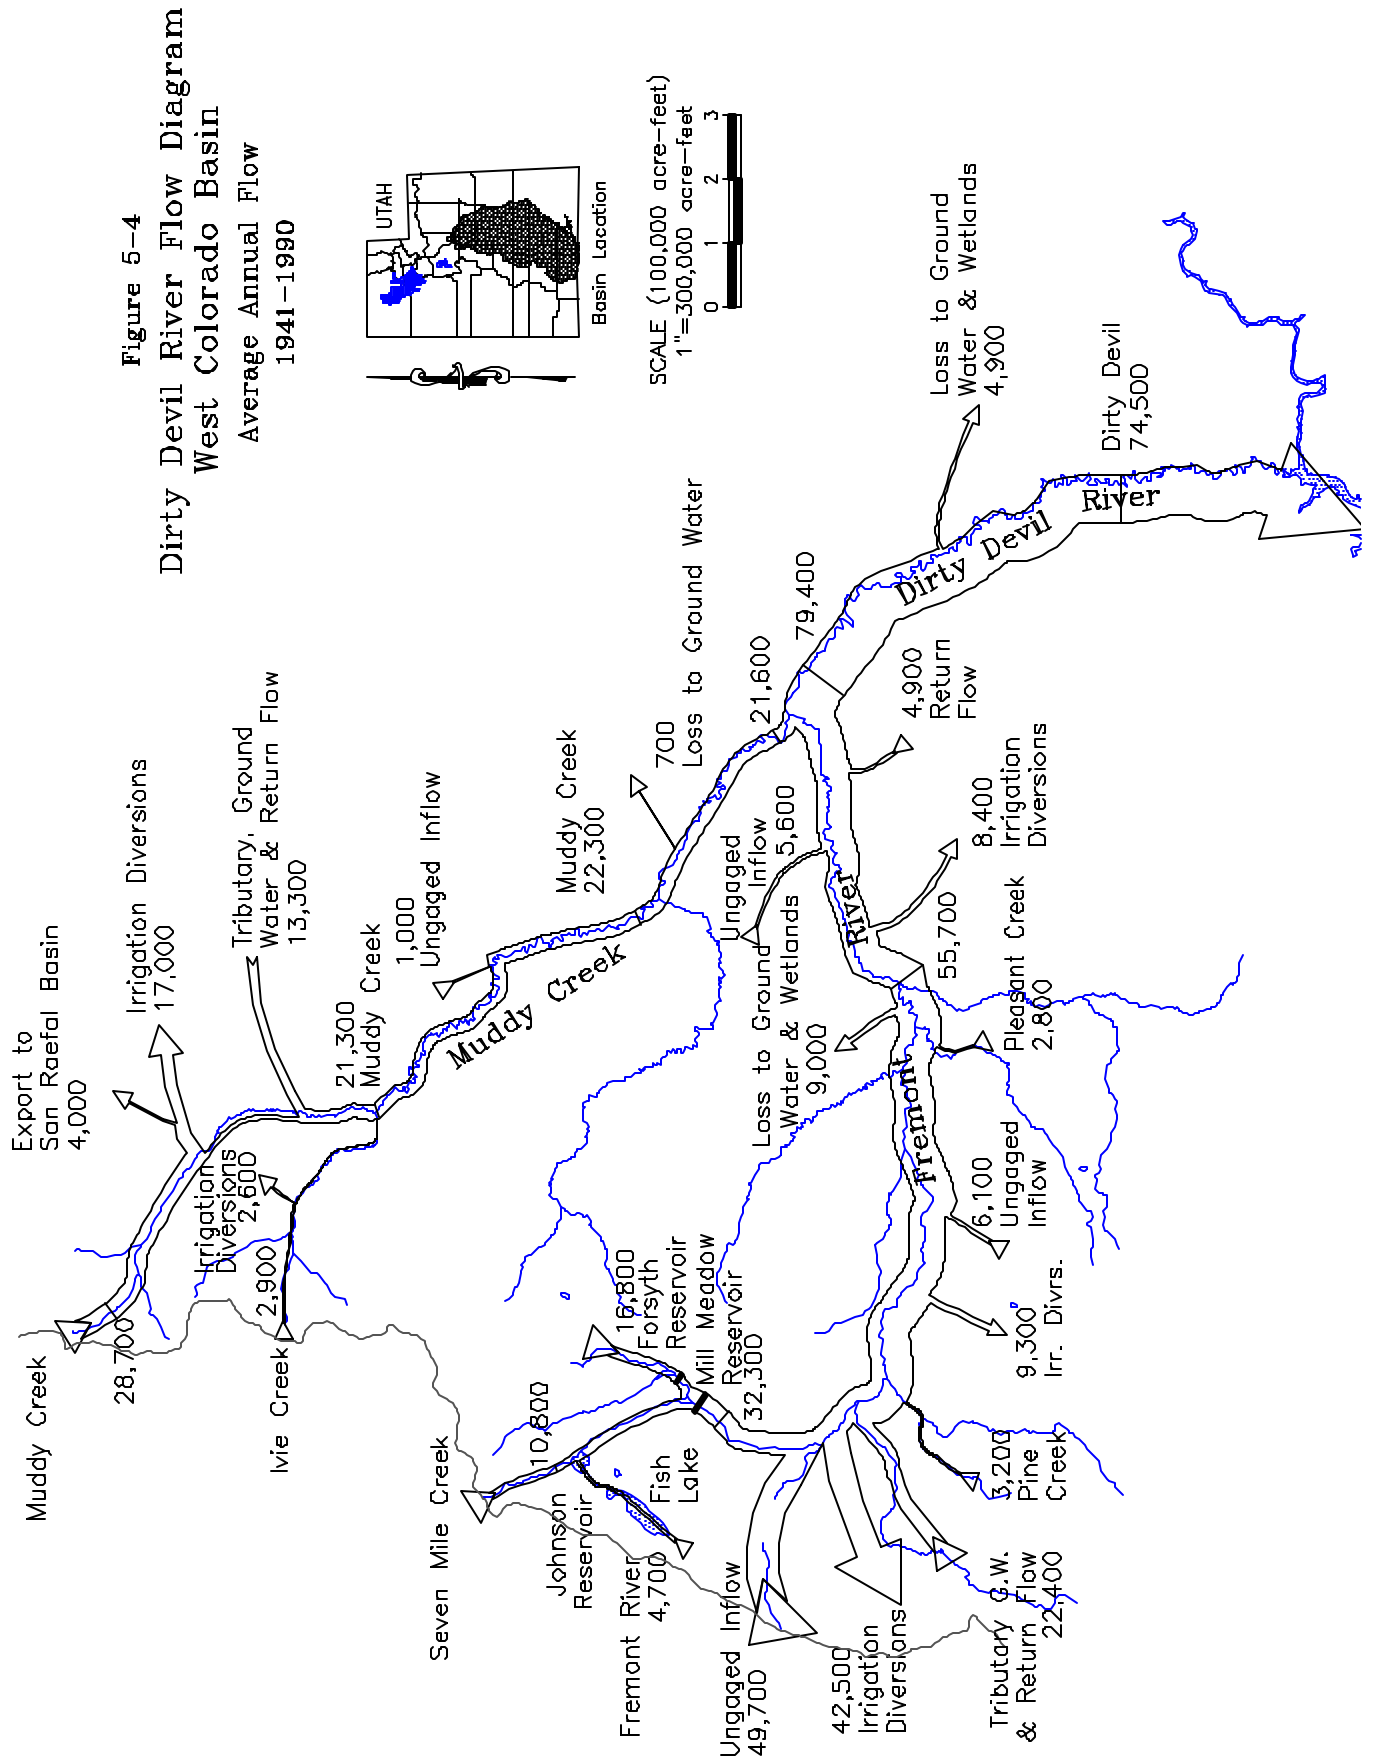 Figure 5-4
Dirty Devil River Flow Diagram
West Colorado Basin
Average Annual Flow
1941-1990
UTAH
Basin Location
SCALE (100,000 acre-feet)
1"=300,000 acre-feet
0 1 2 3
Export to
San Raefal Basin
4,000
Irrigation Diversions
17,000
Tributary, Ground
Water & Return Flow
13,300
Muddy Creek
28,700
Irrigation
Diversions
2,600
2,900
Ivie Creek
21,300
Muddy Creek
1,000
Ungaged Inflow
Muddy Creek
Muddy Creek
22,300
700
Loss to Ground Water
21,600
79,400
Loss to Ground
Water & Wetlands
4,900
Dirty Devil
74,500
Dirty Devil River
4,900
Return
Flow
Ungaged
Inflow
5,600
8,400
Irrigation
Diversions
Loss to Ground
Water & Wetlands
9,000
55,700
Pleasant Creek
2,800
Fremont River
6,100
Ungaged
Inflow
9,300
Irr. Divrs.
16,800
Forsyth
Reservoir
Mill Meadow
Reservoir
32,300
Seven Mile Creek
10,800
Johnson
Reservoir
Fish
Lake
Fremont River
4,700
3,200
Pine
Creek
Ungaged Inflow
49,700
42,500
Irrigation
Diversians
Tributary G.W.
& Return Flow
22,400